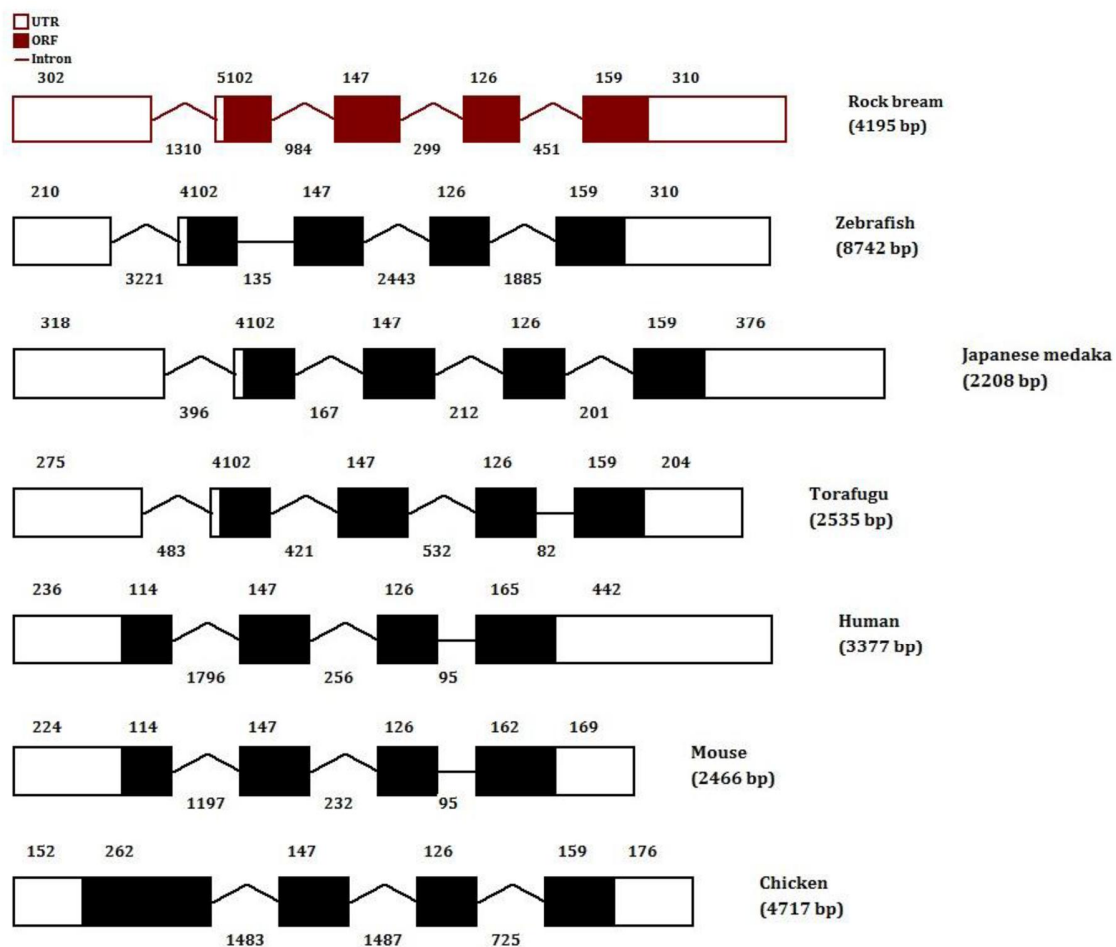 UTR
ORF
Intron
302 5102 147 126 159 310
Rock bream
(4195 bp)
1310 984 299 451
210 4102 147 126 159 310
Zebrafish
(8742 bp)
3221 135 2443 1885
318 4102 147 126 159 376
Japanese medaka
(2208 bp)
396 167 212 201
275 4102 147 126 159 204
Torafugu
(2535 bp)
483 421 532 82
236 114 147 126 165 442
Human
(3377 bp)
1796 256 95
224 114 147 126 162 169
Mouse
(2466 bp)
1197 232 95
152 262 147 126 159 176
Chicken
(4717 bp)
1483 1487 725